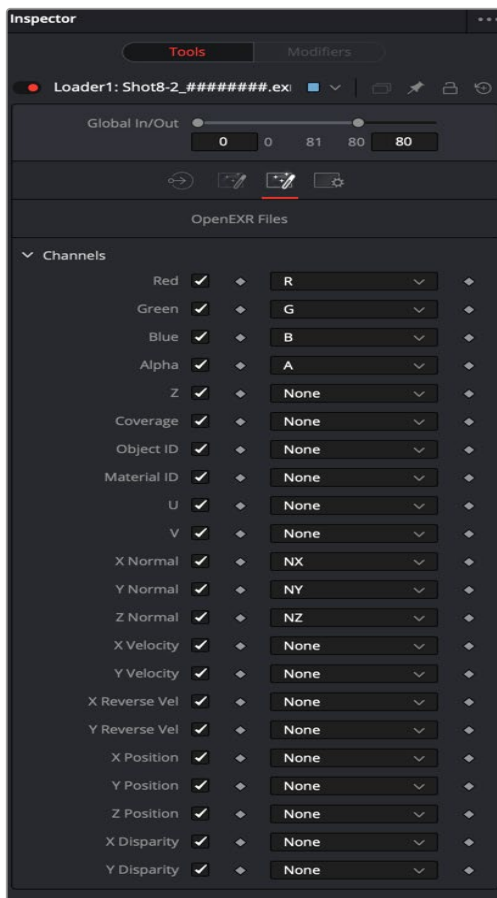 Inspector
Tools Modifiers
Loader1: Shot8-2_########.ex
Global In/Out
0 0 81 80 80
OpenEXR Files
Channels
Red R
Green G
Blue B
Alpha A
Z None
Coverage None
Object ID None
Material ID None
U None
V None
X Normal NX
Y Normal NY
Z Normal NZ
X Velocity None
Y Velocity None
X Reverse Vel None
Y Reverse Vel None
X Position None
Y Position None
Z Position None
X Disparity None
Y Disparity None